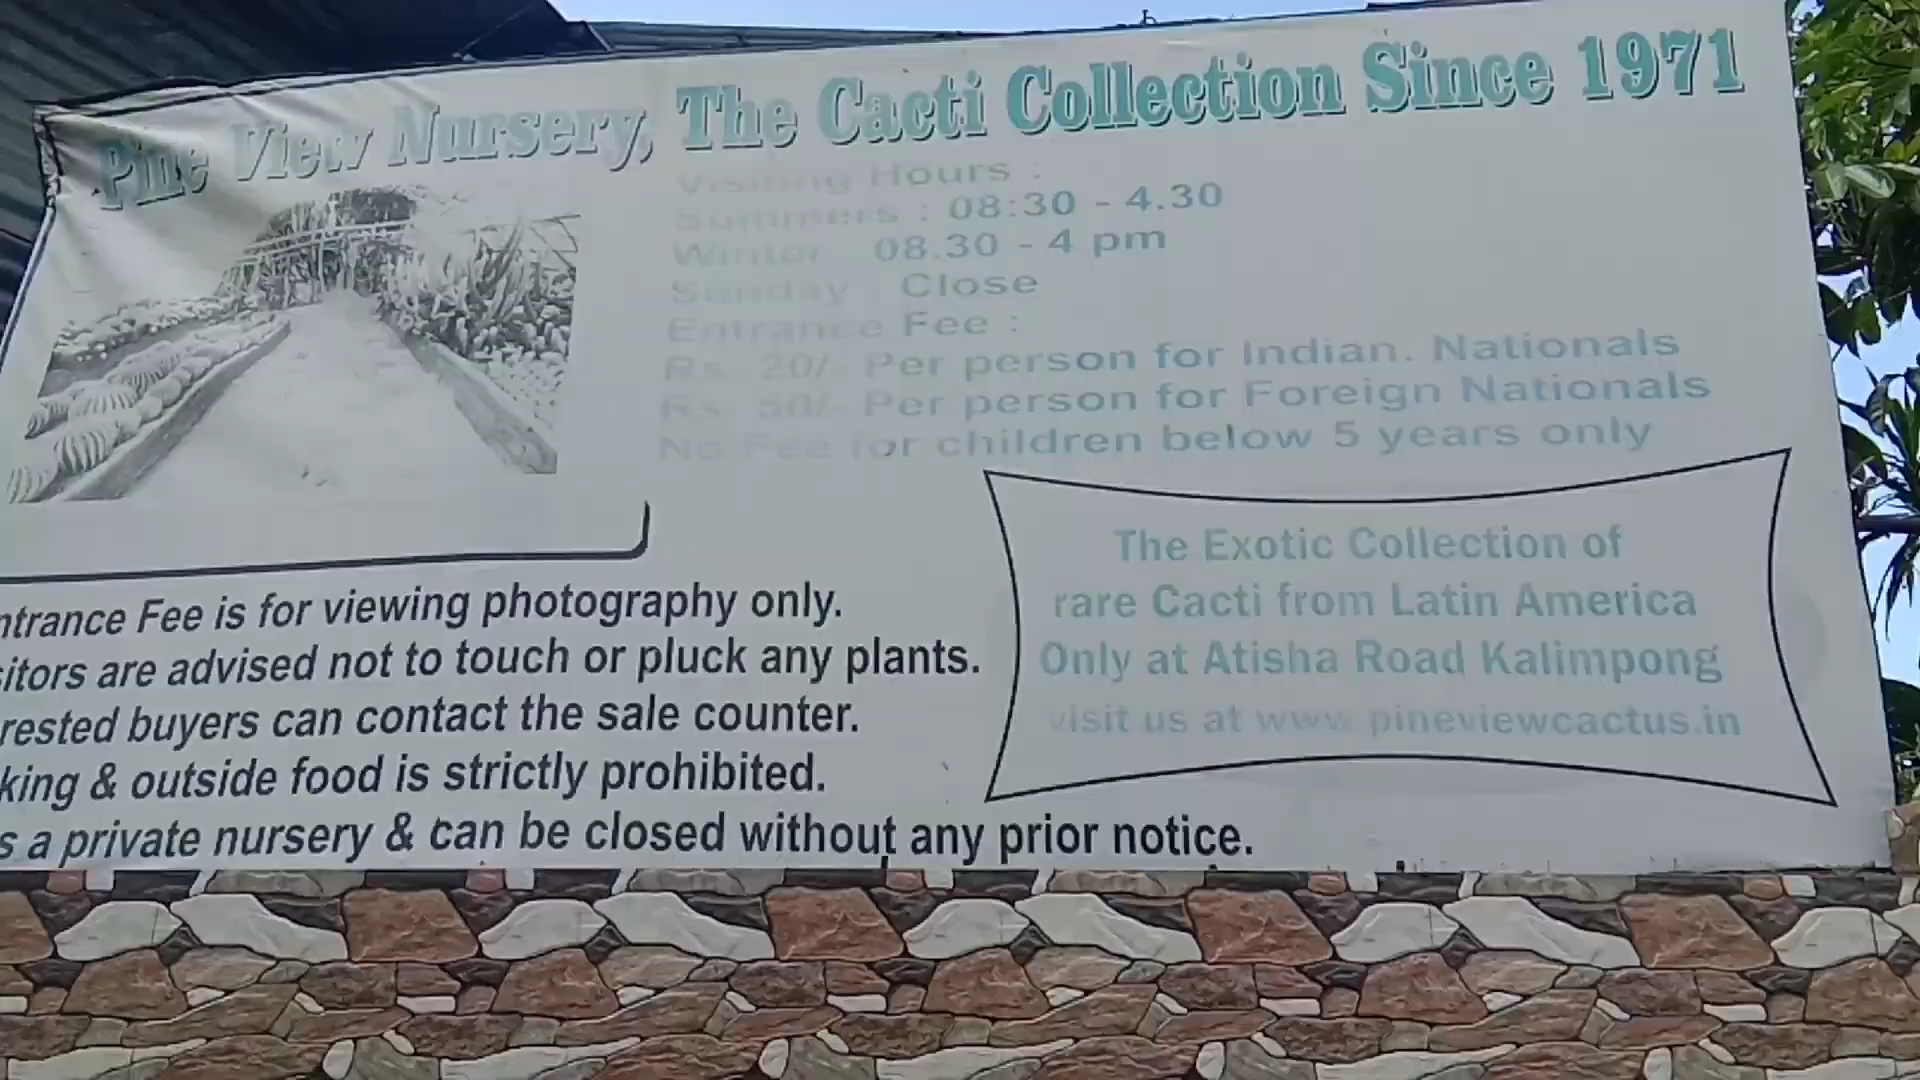 Pine View Nursery, The Cacti Collection Since 1971
Visiting Hours :
Summers : 08:30 - 4.30
Winter 08.30 - 4 pm
Sunday : Close
Entrance Fee :
Rs. 20/- Per person for Indian. Nationals
Rs. 50/- Per person for Foreign Nationals
No Fee for children below 5 years only
The Exotic Collection of
rare Cacti from Latin America
Only at Atisha Road Kalimpong
visit us at www.pineviewcactus.in
ntrance Fee is for viewing photography only.
sitors are advised not to touch or pluck any plants.
rested buyers can contact the sale counter.
king & outside food is strictly prohibited.
s a private nursery & can be closed without any prior notice.